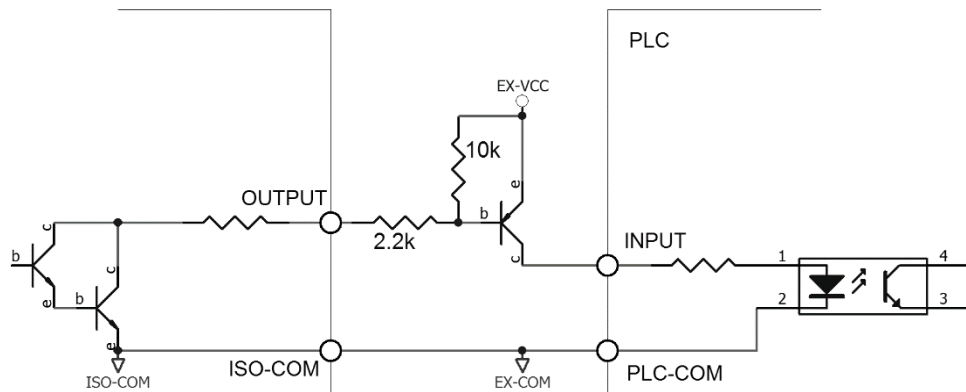 PLC
EX-VCC
10k
e
OUTPUT
b
2.2k
c
INPUT
c
c
b
e
b
e
1
2
4
3
ISO-COM
ISO-COM
EX-COM
PLC-COM